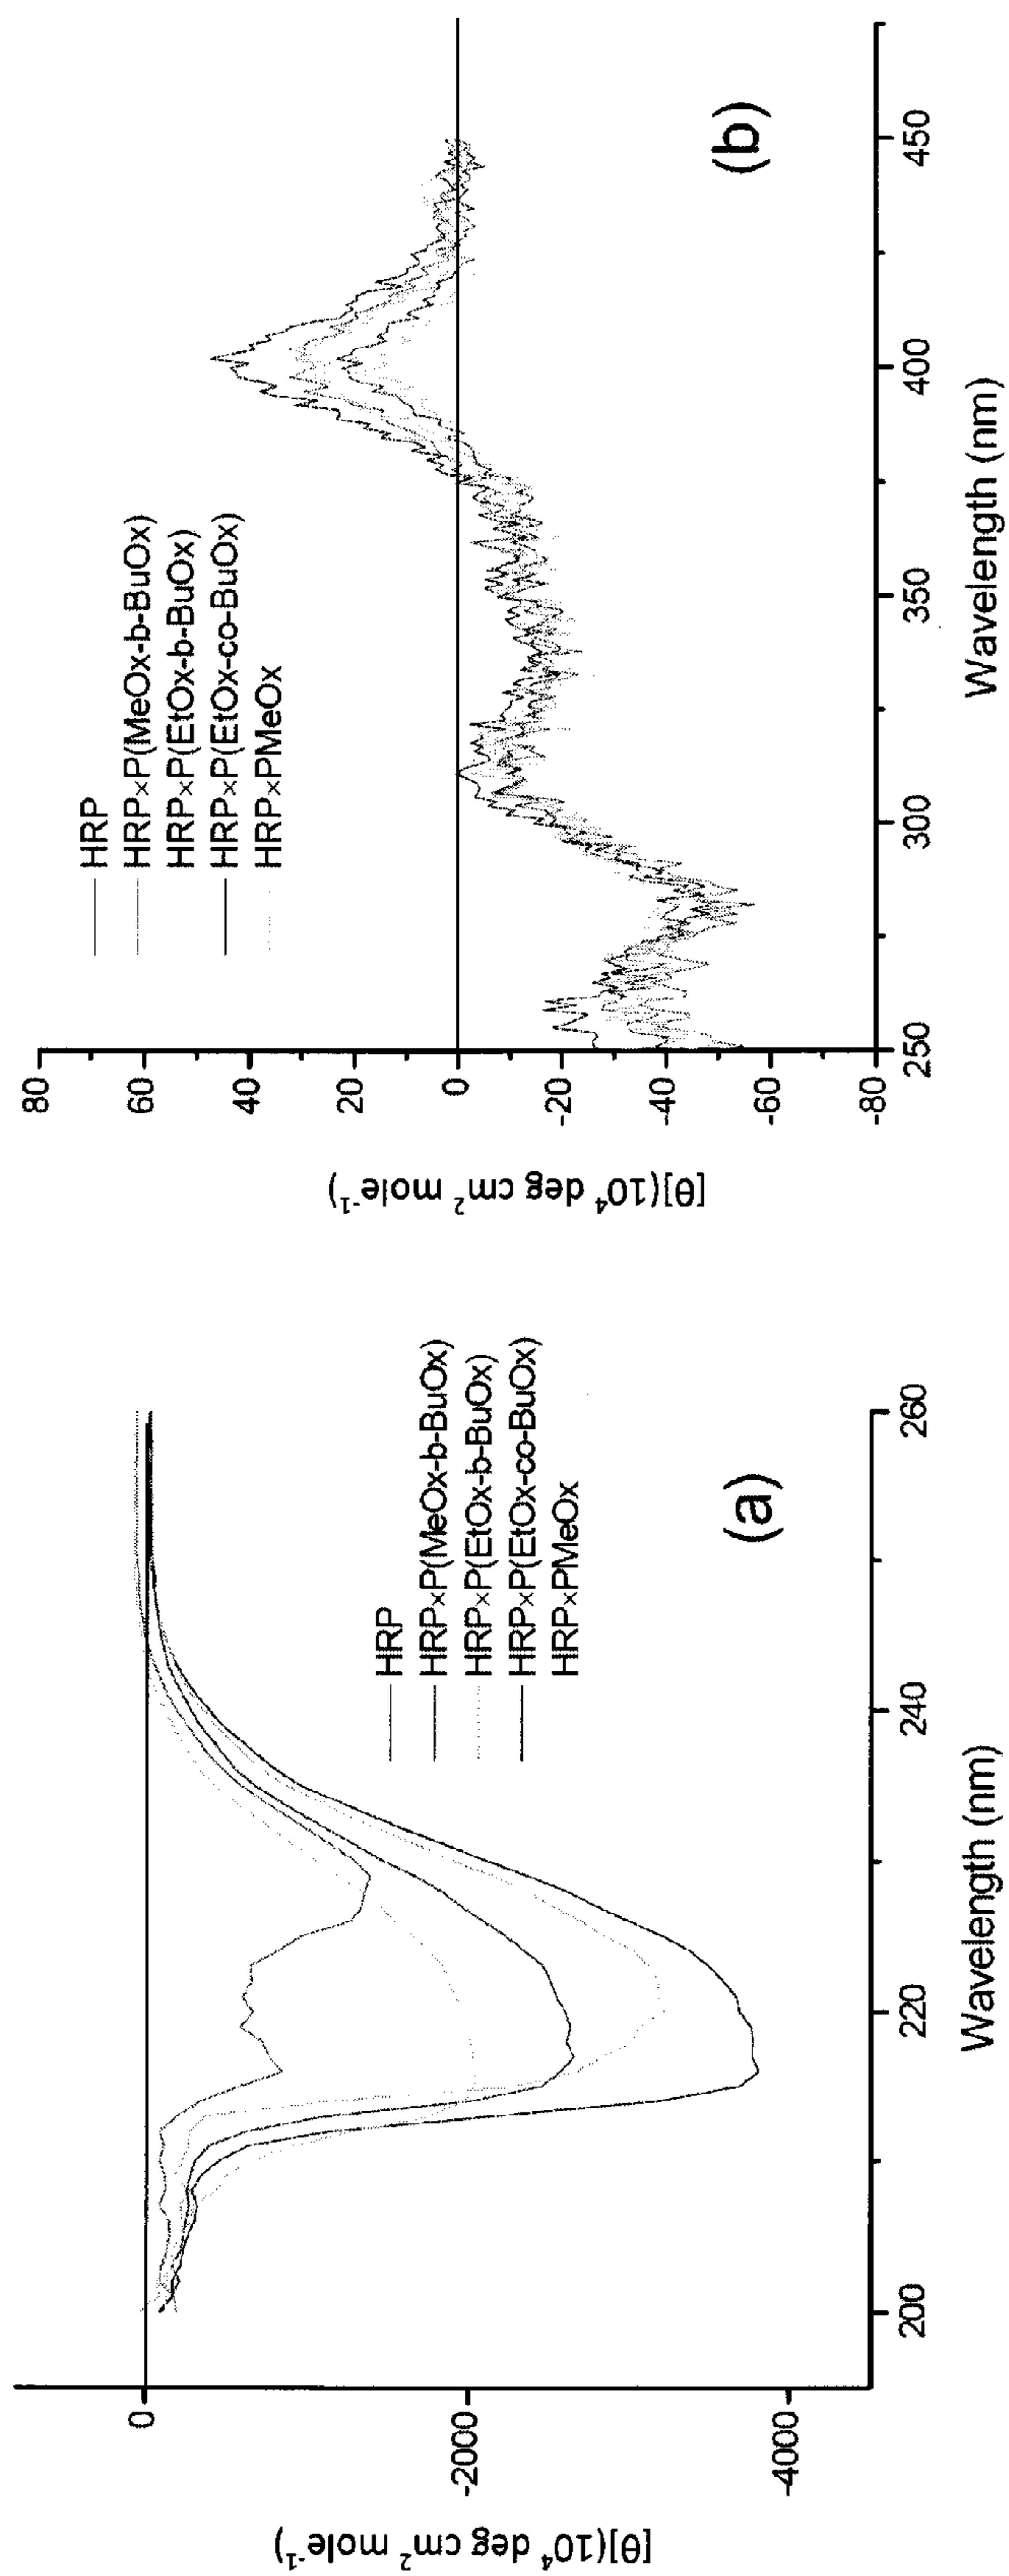 [θ](10⁴ deg cm² mole⁻¹)
0
-2000
-4000
HRP
HRP×P(MeOx-b-BuOx)
HRP×P(EtOx-b-BuOx)
HRP×P(EtOx-co-BuOx)
HRP×PMeOx
(a)
200
220
240
260
Wavelength (nm)
[θ](10⁴ deg cm² mole⁻¹)
80
60
40
20
0
-20
-40
-60
-80
HRP
HRP×P(MeOx-b-BuOx)
HRP×P(EtOx-b-BuOx)
HRP×P(EtOx-co-BuOx)
HRP×PMeOx
(b)
250
300
350
400
450
Wavelength (nm)